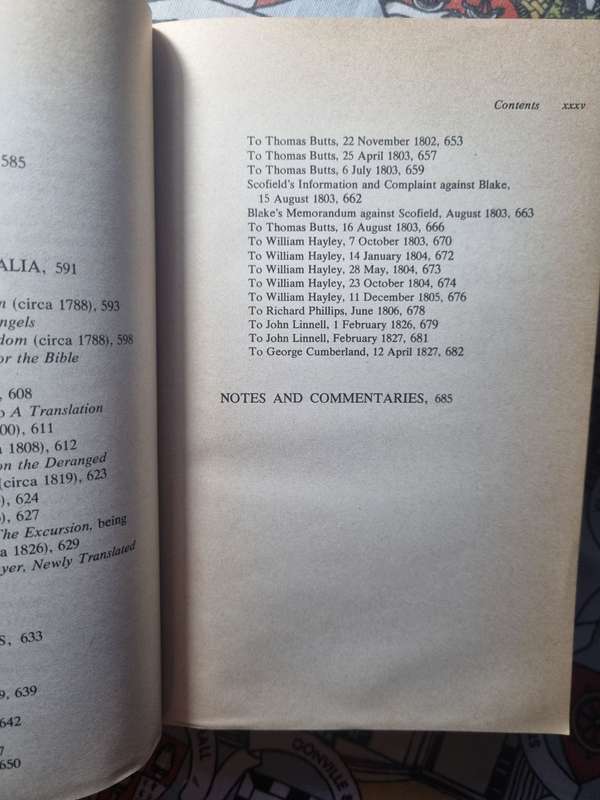 585
ALIA, 591
n (circa 1788), 593
ngels
dom (circa 1788), 598
or the Bible
, 608
o A Translation
00), 611
a 1808), 612
on the Deranged
(circa 1819), 623
), 624
), 627
The Excursion, being
a 1826), 629
yer, Newly Translated
S, 633
9, 639
642
7
650
Contents xxxv
To Thomas Butts, 22 November 1802, 653
To Thomas Butts, 25 April 1803, 657
To Thomas Butts, 6 July 1803, 659
Scofield's Information and Complaint against Blake,
15 August 1803, 662
Blake's Memorandum against Scofield, August 1803, 663
To Thomas Butts, 16 August 1803, 666
To William Hayley, 7 October 1803, 670
To William Hayley, 14 January 1804, 672
To William Hayley, 28 May, 1804, 673
To William Hayley, 23 October 1804, 674
To William Hayley, 11 December 1805, 676
To Richard Phillips, June 1806, 678
To John Linnell, 1 February 1826, 679
To John Linnell, February 1827, 681
To George Cumberland, 12 April 1827, 682
NOTES AND COMMENTARIES, 685
GONVILLE &